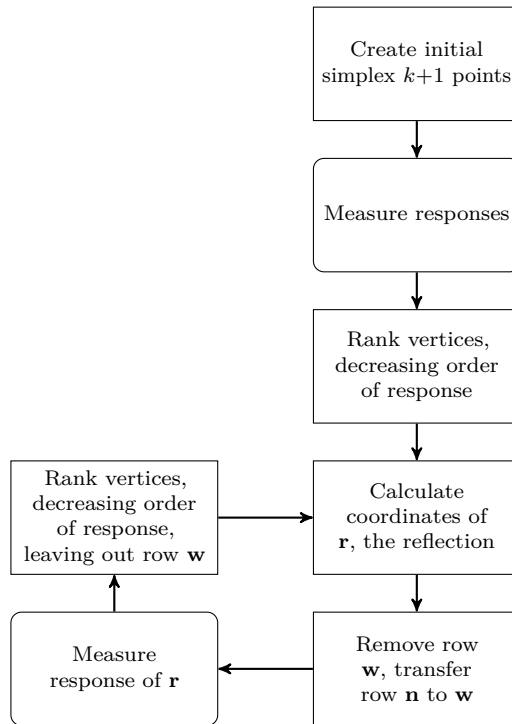 Create initial
simplex k+1 points
Measure responses
Rank vertices,
decreasing order
of response
Calculate
coordinates of
r, the reflection
Remove row
w, transfer
row n to w
Measure
response of r
Rank vertices,
decreasing order
of response,
leaving out row w